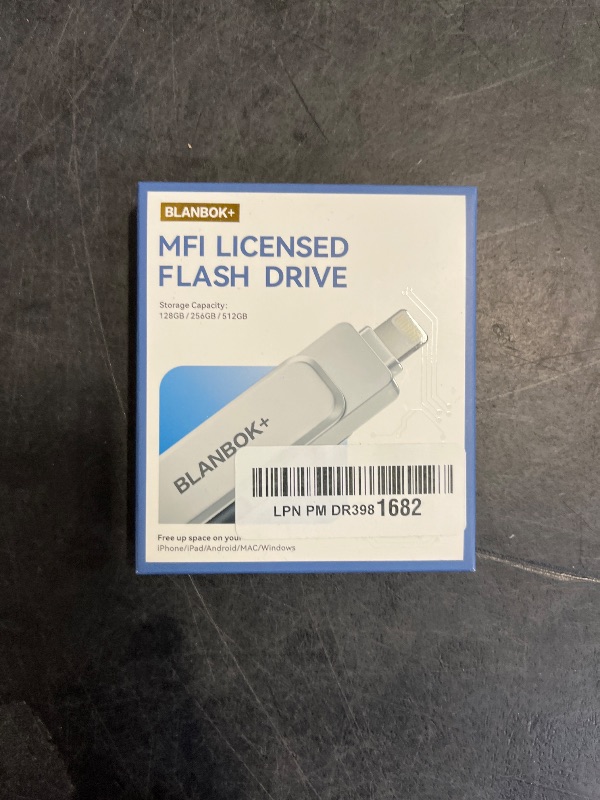 BLANBOK+
MFI LICENSED
FLASH DRIVE
Storage Capacity:
128GB / 256GB / 512GB
BLANBOK+
LPN PM DR398 1682
Free up space on your
iPhone/iPad/Android/MAC/Windows